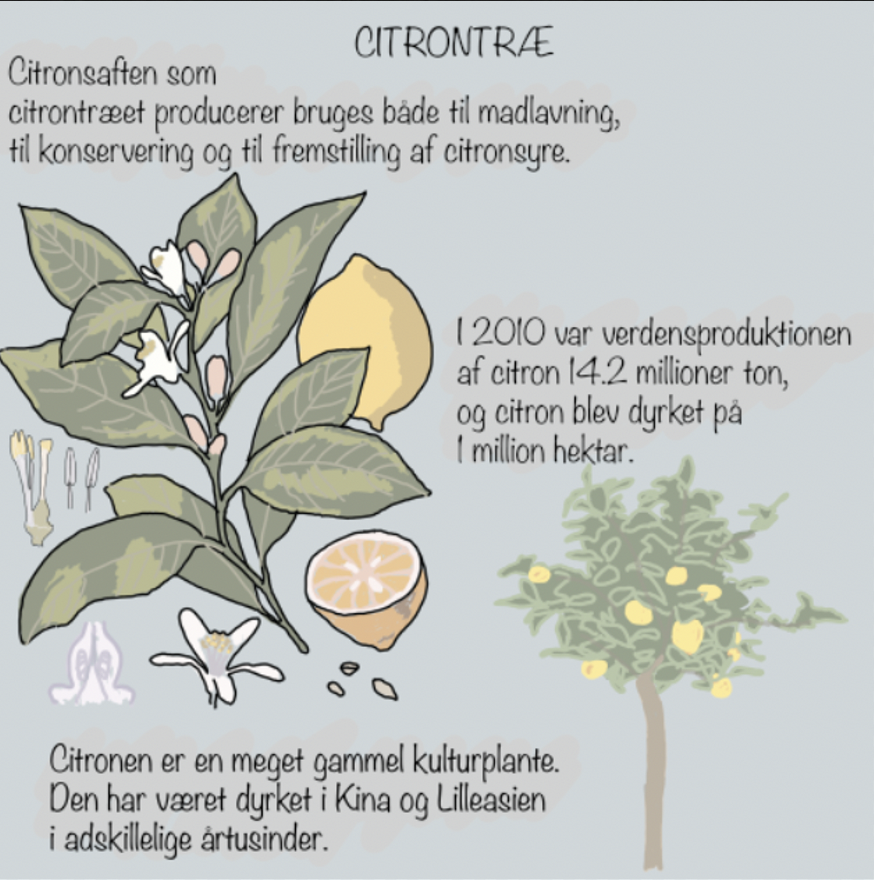 CITRONTRÆ
Citronsaften som
citrontræet producerer bruges både til madlavning,
til konservering og til fremstilling af citronsyre.
I 2010 var verdensproduktionen
af citron 14.2 millioner ton,
og citron blev dyrket på
1 million hektar.
Citronen er en meget gammel kulturplante.
Den har været dyrket i Kina og Lilleasien
i adskillelige årtusinder.